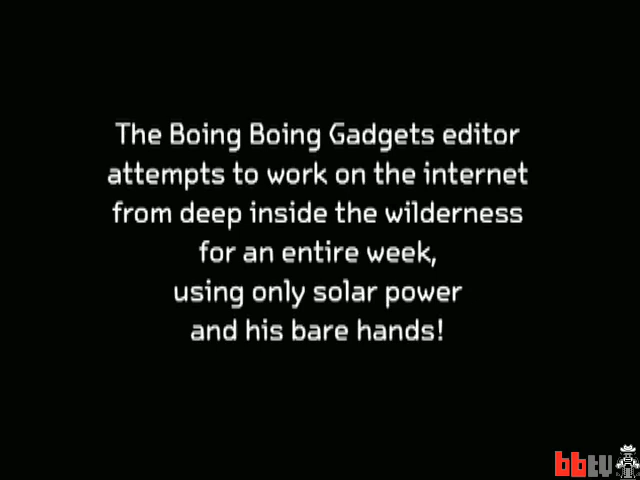 The Boing Boing Gadgets editor
attempts to work on the internet
from deep inside the wilderness
for an entire week,
using only solar power
and his bare hands!
bbtv